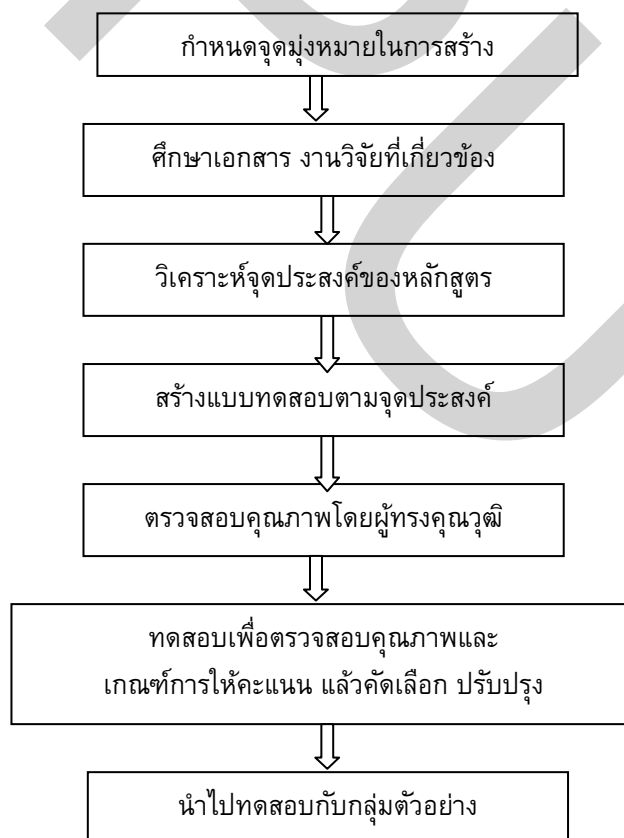 กำหนดจุดมุ่งหมายในการสร้าง
ศึกษาเอกสาร งานวิจัยที่เกี่ยวข้อง
วิเคราะห์จุดประสงค์ของหลักสูตร
สร้างแบบทดสอบตามจุดประสงค์
ตรวจสอบคุณภาพโดยผู้ทรงคุณวุฒิ
ทดสอบเพื่อตรวจสอบคุณภาพและ
เกณฑ์การให้คะแนน แล้วคัดเลือก ปรับปรุง
นำไปทดสอบกับกลุ่มตัวอย่าง